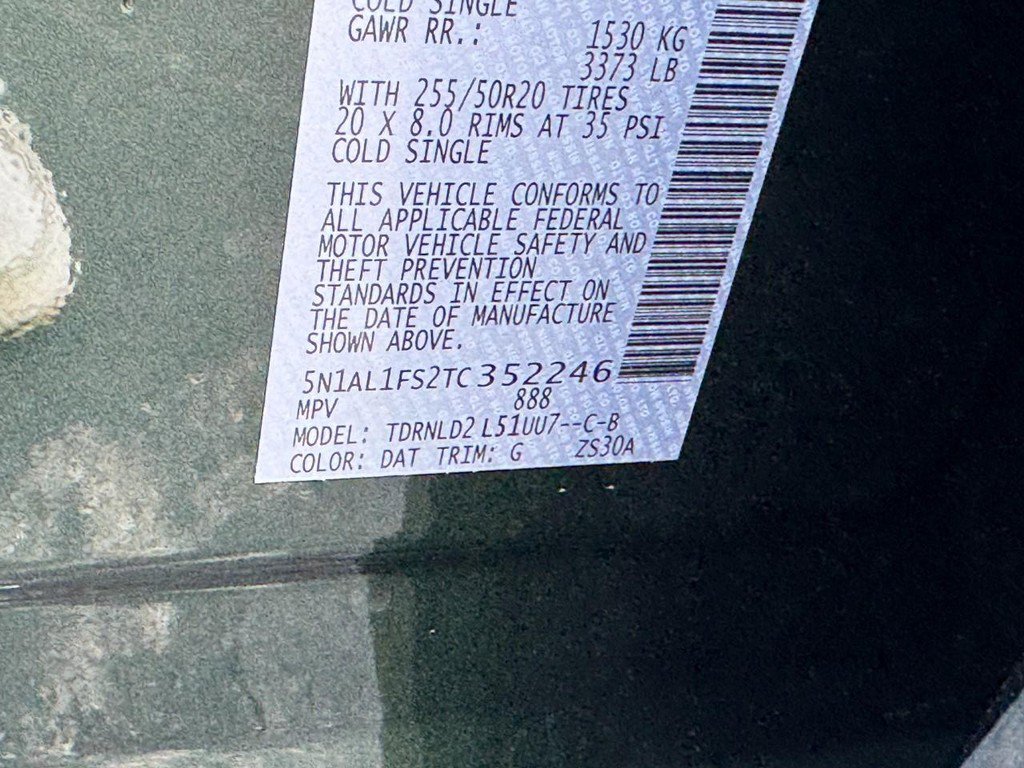 COLD SINGLE
GAWR RR.: 1530 KG
3373 LB
WITH 255/50R20 TIRES
20 X 8.0 RIMS AT 35 PSI
COLD SINGLE
THIS VEHICLE CONFORMS TO
ALL APPLICABLE FEDERAL
MOTOR VEHICLE SAFETY AND
THEFT PREVENTION
STANDARDS IN EFFECT ON
THE DATE OF MANUFACTURE
SHOWN ABOVE.
5N1AL1FS2TC352246
MPV 888
MODEL: TDRNLD2 L51UU7--C-B
COLOR: DAT TRIM: G ZS30A